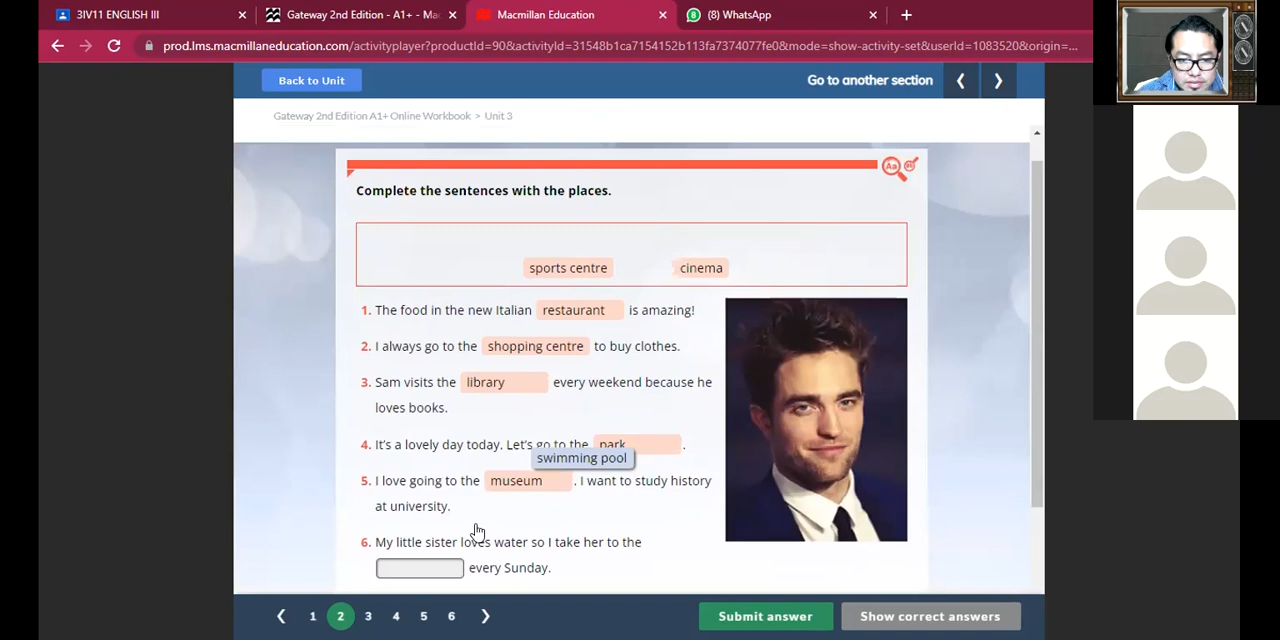 3IV11 ENGLISH III
Gateway 2nd Edition - A1+ - Mac
Macmillan Education
(8) WhatsApp
prod.lms.macmillaneducation.com/activityplayer?productId=90&activityId=31548b1ca7154152b113fa7374077fe0&mode=show-activity-set&userId=1083520&origin=...
Back to Unit
Go to another section
Gateway 2nd Edition A1+ Online Workbook > Unit 3
Aa
Complete the sentences with the places.
sports centre cinema
1. The food in the new Italian restaurant is amazing!
2. I always go to the shopping centre to buy clothes.
3. Sam visits the library every weekend because he
loves books.
4. It's a lovely day today. Let's go to the park .
swimming pool
5. I love going to the museum . I want to study history
at university.
6. My little sister loves water so I take her to the
every Sunday.
1 2 3 4 5 6
Submit answer
Show correct answers